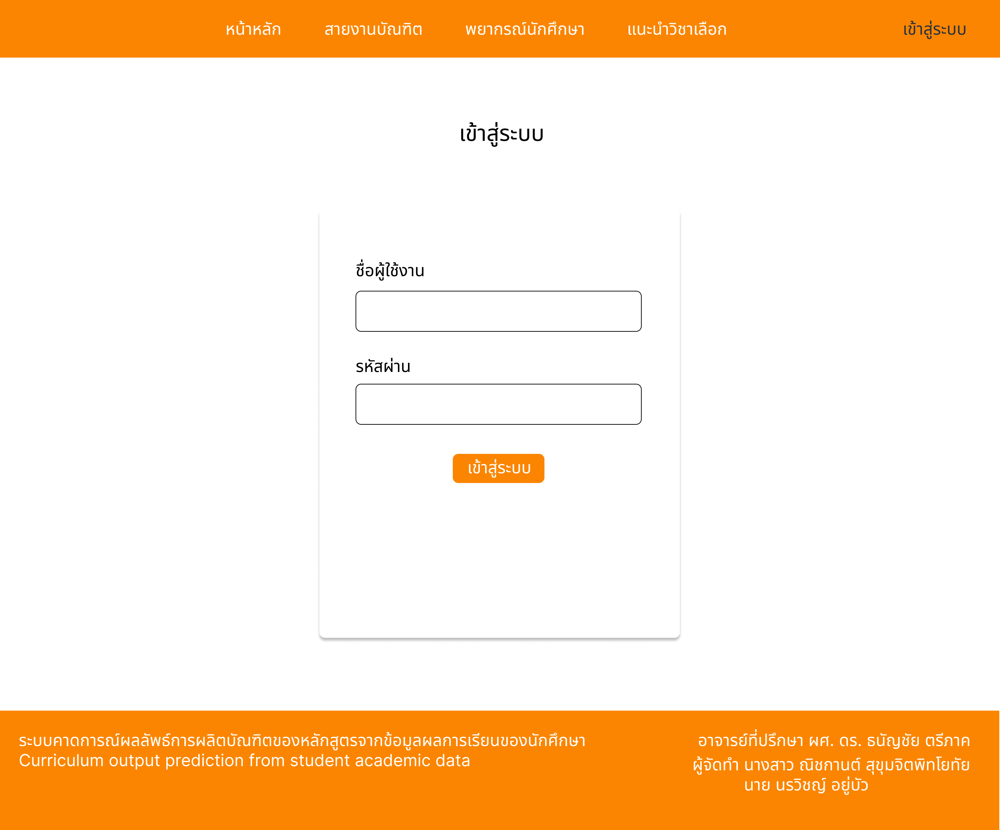 หน้าหลัก สายงานบัณฑิต พยากรณ์นักศึกษา แนะนำวิชาเลือก เข้าสู่ระบบ
เข้าสู่ระบบ
ชื่อผู้ใช้งาน
รหัสผ่าน
เข้าสู่ระบบ
ระบบคาดการณ์ผลลัพธ์การผลิตบัณฑิตของหลักสูตรจากข้อมูลผลการเรียนของนักศึกษา
Curriculum output prediction from student academic data
อาจารย์ที่ปรึกษา ผศ. ดร. ธนัญชัย ตรีภาค
ผู้จัดทำ นางสาว ณิชกานต์ สุขุมจิตพิทโยทัย
นาย นรวิชญ์ อยู่บัว